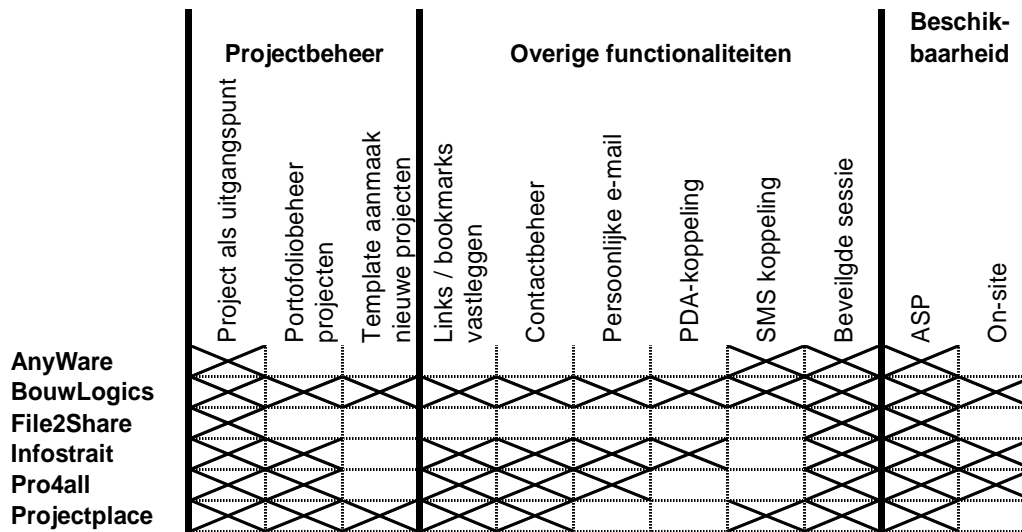 Beschik-
Projectbeheer Overige functionaliteiten baarheid
Project als uitgangspunt
Portofoliobeheer
projecten
Template aanmaak
nieuwe projecten
Links / bookmarks
vastleggen
Contactbeheer
Persoonlijke e-mail
PDA-koppeling
SMS koppeling
Beveilgde sessie
ASP
On-site
AnyWare
BouwLogics
File2Share
Infostrait
Pro4all
Projectplace